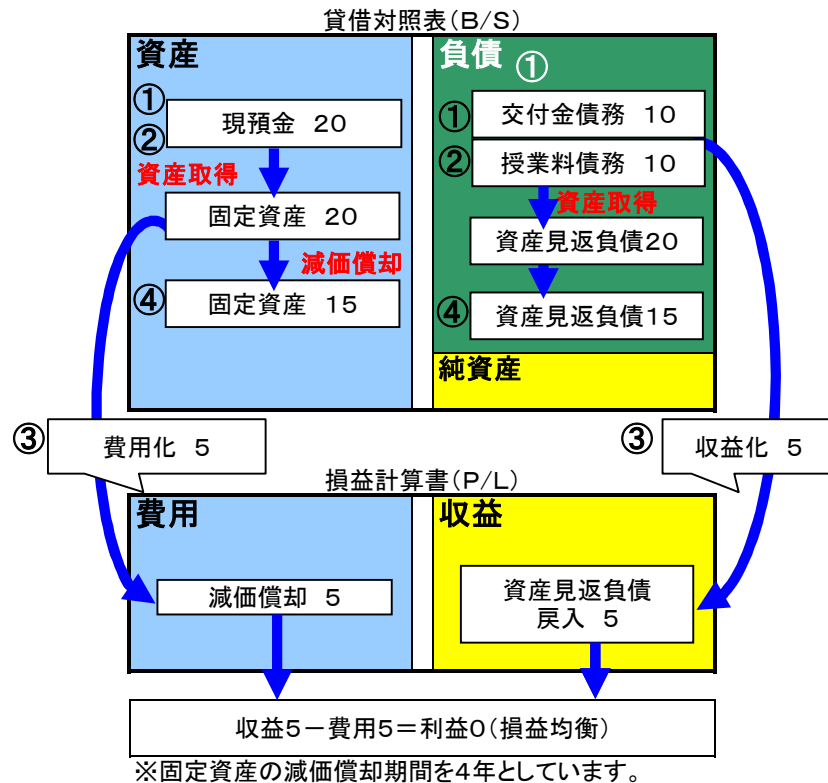 貸借対照表(B/S)
資産
①
②
現預金 20
資産取得
固定資産 20
減価償却
④
固定資産 15
負債 ①
①
交付金債務 10
②
授業料債務 10
資産取得
資産見返負債20
④
資産見返負債15
純資産
③
費用化 5
③
収益化 5
損益計算書(P/L)
費用
減価償却 5
収益
資産見返負債
戻入 5
収益5-費用5=利益0(損益均衡)
※固定資産の減価償却期間を4年としています。